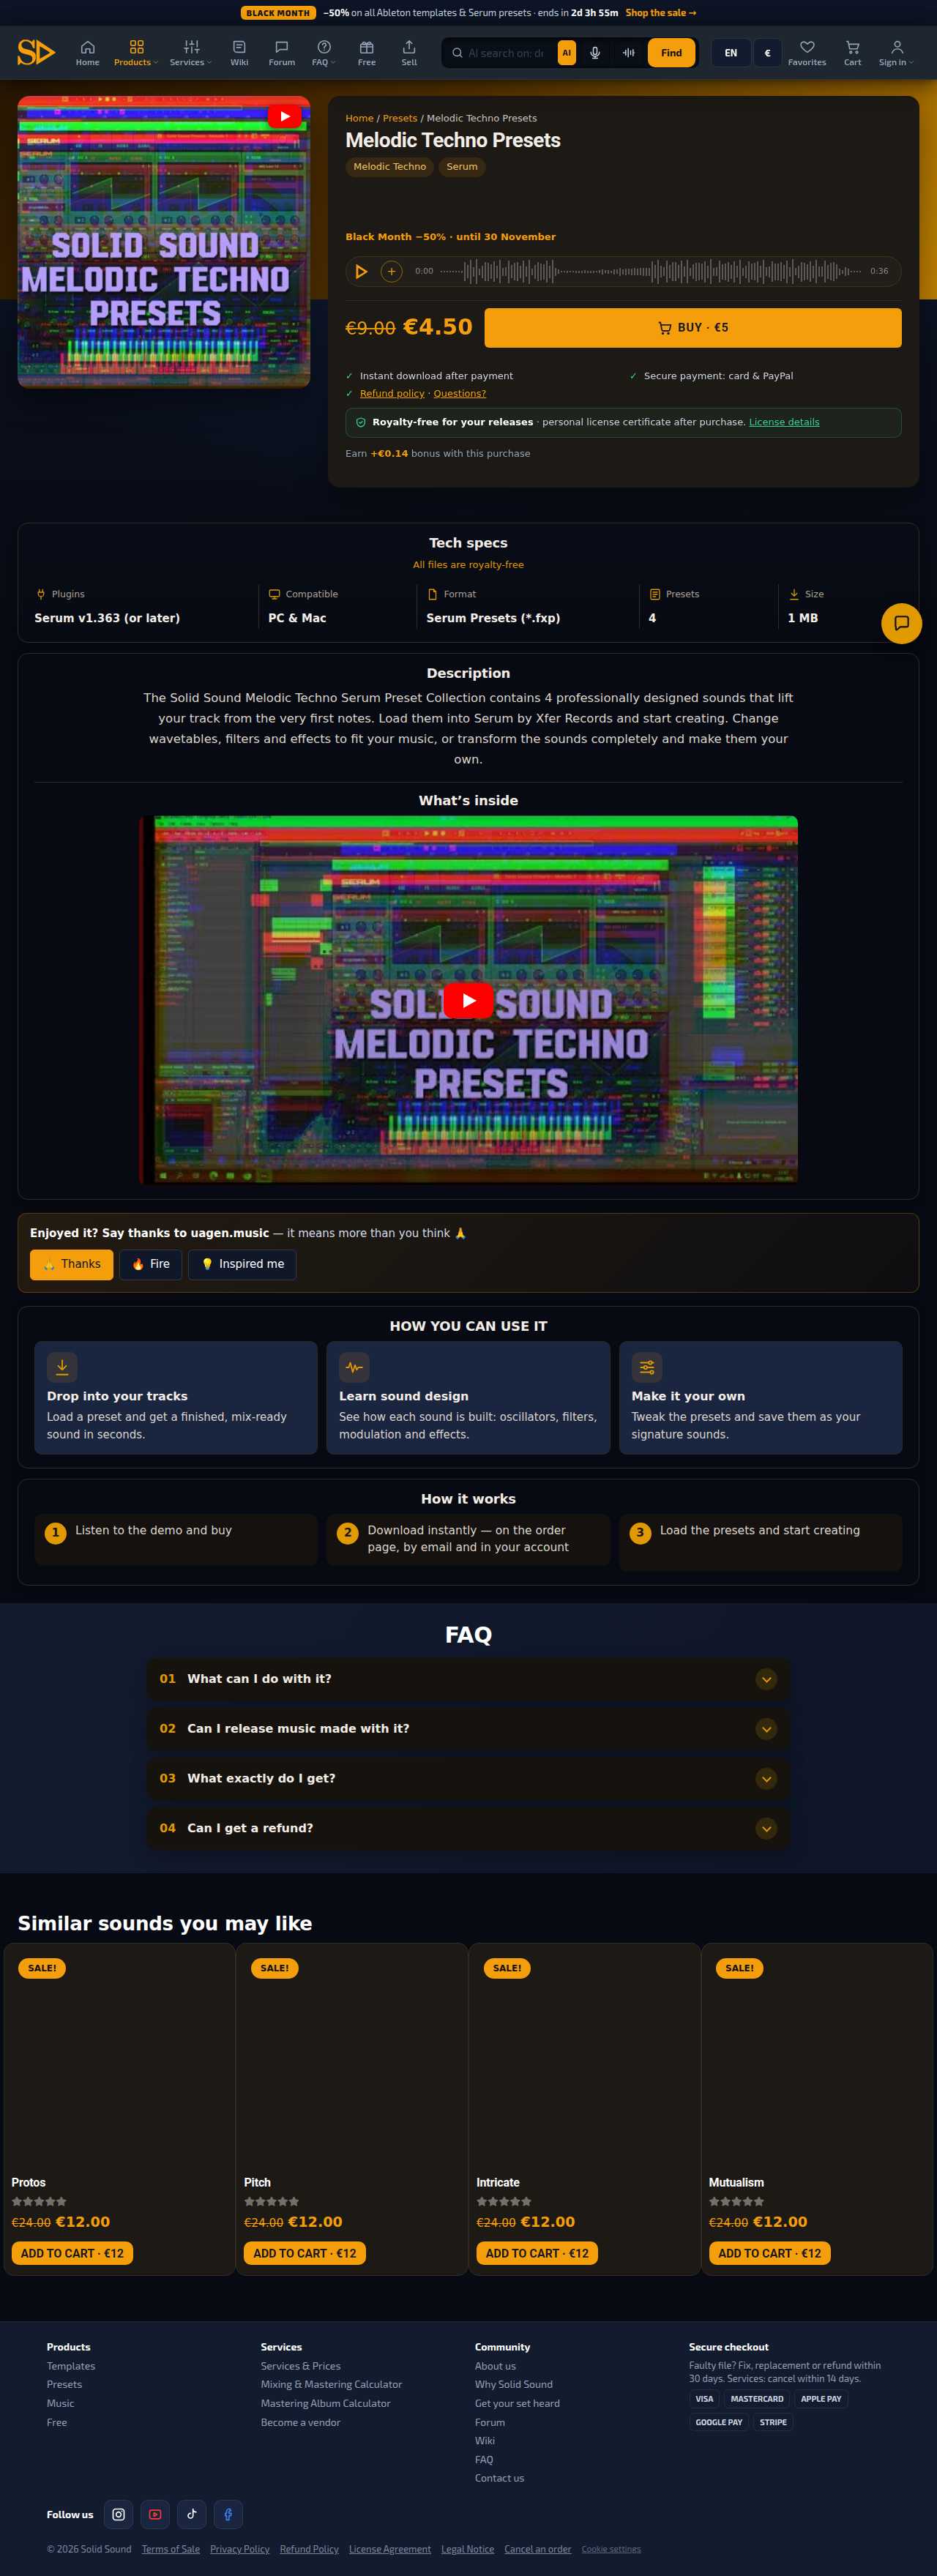 BLACK MONTH −50% on all Ableton templates & Serum presets · ends in 2d 3h 55m Shop the sale →
Home
Products
Services
Wiki
Forum
FAQ
Free
Sell
AI search on: de
AI
Find
EN
€
Favorites
Cart
Sign in
SERUM
SERUM
SOLID SOUND
MELODIC TECHNO
PRESETS
Home / Presets / Melodic Techno Presets
Melodic Techno Presets
Melodic Techno
Serum
Black Month −50% · until 30 November
0:00
0:36
€9.00 €4.50
BUY · €5
✓ Instant download after payment
✓ Secure payment: card & PayPal
✓ Refund policy · Questions?
Royalty-free for your releases · personal license certificate after purchase. License details
Earn +€0.14 bonus with this purchase
Tech specs
All files are royalty-free
Plugins
Serum v1.363 (or later)
Compatible
PC & Mac
Format
Serum Presets (*.fxp)
Presets
4
Size
1 MB
Description
The Solid Sound Melodic Techno Serum Preset Collection contains 4 professionally designed sounds that lift
your track from the very first notes. Load them into Serum by Xfer Records and start creating. Change
wavetables, filters and effects to fit your music, or transform the sounds completely and make them your
own.
What’s inside
SERUM
SERUM
SOLID SOUND
MELODIC TECHNO
PRESETS
Enjoyed it? Say thanks to uagen.music — it means more than you think 🙏
🙏 Thanks
🔥 Fire
💡 Inspired me
HOW YOU CAN USE IT
Drop into your tracks
Load a preset and get a finished, mix-ready
sound in seconds.
Learn sound design
See how each sound is built: oscillators, filters,
modulation and effects.
Make it your own
Tweak the presets and save them as your
signature sounds.
How it works
1 Listen to the demo and buy
2 Download instantly — on the order
page, by email and in your account
3 Load the presets and start creating
FAQ
01 What can I do with it?
02 Can I release music made with it?
03 What exactly do I get?
04 Can I get a refund?
Similar sounds you may like
SALE!
Protos
€24.00 €12.00
ADD TO CART · €12
SALE!
Pitch
€24.00 €12.00
ADD TO CART · €12
SALE!
Intricate
€24.00 €12.00
ADD TO CART · €12
SALE!
Mutualism
€24.00 €12.00
ADD TO CART · €12
Products
Templates
Presets
Music
Free
Services
Services & Prices
Mixing & Mastering Calculator
Mastering Album Calculator
Become a vendor
Community
About us
Why Solid Sound
Get your set heard
Forum
Wiki
FAQ
Contact us
Secure checkout
Faulty file? Fix, replacement or refund within
30 days. Services: cancel within 14 days.
VISA
MASTERCARD
APPLE PAY
GOOGLE PAY
STRIPE
Follow us
© 2026 Solid Sound Terms of Sale Privacy Policy Refund Policy License Agreement Legal Notice Cancel an order Cookie settings